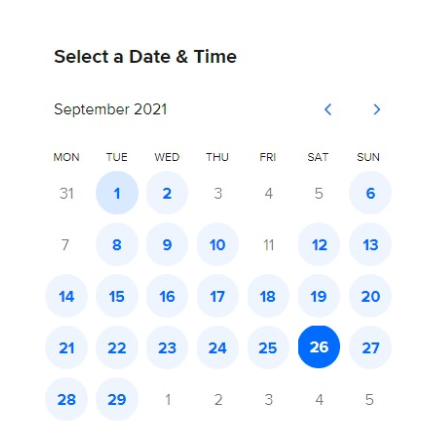 Select a Date & Time
September 2021
MON TUE WED THU FRI SAT SUN
31 1 2 3 4 5 6
7 8 9 10 11 12 13
14 15 16 17 18 19 20
21 22 23 24 25 26 27
28 29 1 2 3 4 5